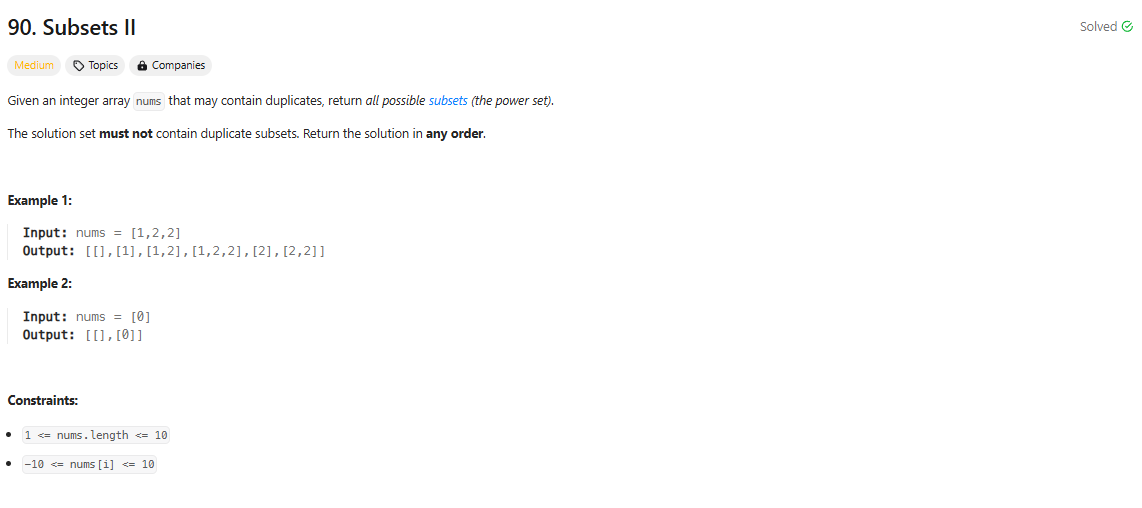 90. Subsets II
Solved
Medium Topics Companies
Given an integer array nums that may contain duplicates, return all possible subsets (the power set).
The solution set must not contain duplicate subsets. Return the solution in any order.
Example 1:
Input: nums = [1,2,2]
Output: [[],[1],[1,2],[1,2,2],[2],[2,2]]
Example 2:
Input: nums = [0]
Output: [[],[0]]
Constraints:
• 1 <= nums.length <= 10
• -10 <= nums[i] <= 10